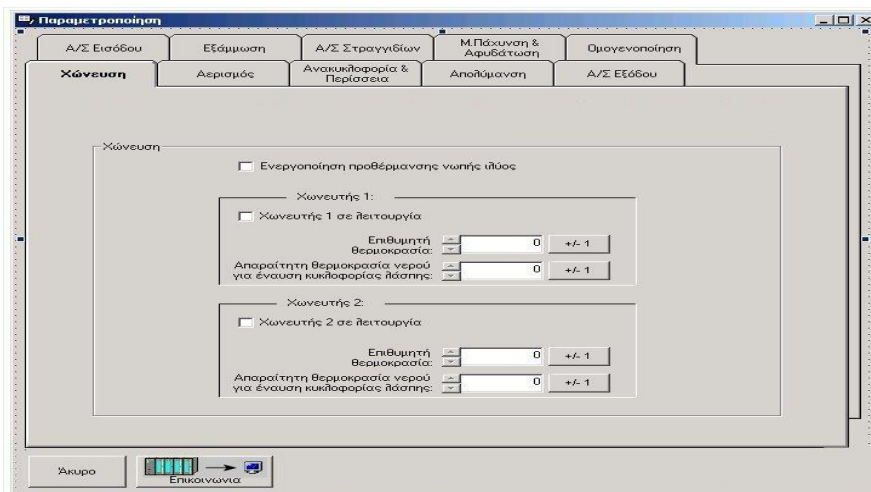 Παραμετροποίηση
Α/Σ Εισόδου
Εξάμμωση
Α/Σ Στραγγιδίων
Μ.Πάχυνση &
Αφυδάτωση
Ομογενοποίηση
Χώνευση
Αερισμός
Ανακυκλοφορία &
Περίσσεια
Απολύμανση
Α/Σ Εξόδου
Χώνευση
Ενεργοποίηση προθέρμανσης νωπής ιλύος
Χωνευτής 1:
Χωνευτής 1 σε λειτουργία
Επιθυμητή
θερμοκρασία:
0
+/- 1
Απαραίτητη θερμοκρασία νερού
για έναυση κυκλοφορίας λάσπης:
0
+/- 1
Χωνευτής 2:
Χωνευτής 2 σε λειτουργία
Επιθυμητή
θερμοκρασία:
0
+/- 1
Απαραίτητη θερμοκρασία νερού
για έναυση κυκλοφορίας λάσπης:
0
+/- 1
Άκυρο
Επικοινωνια